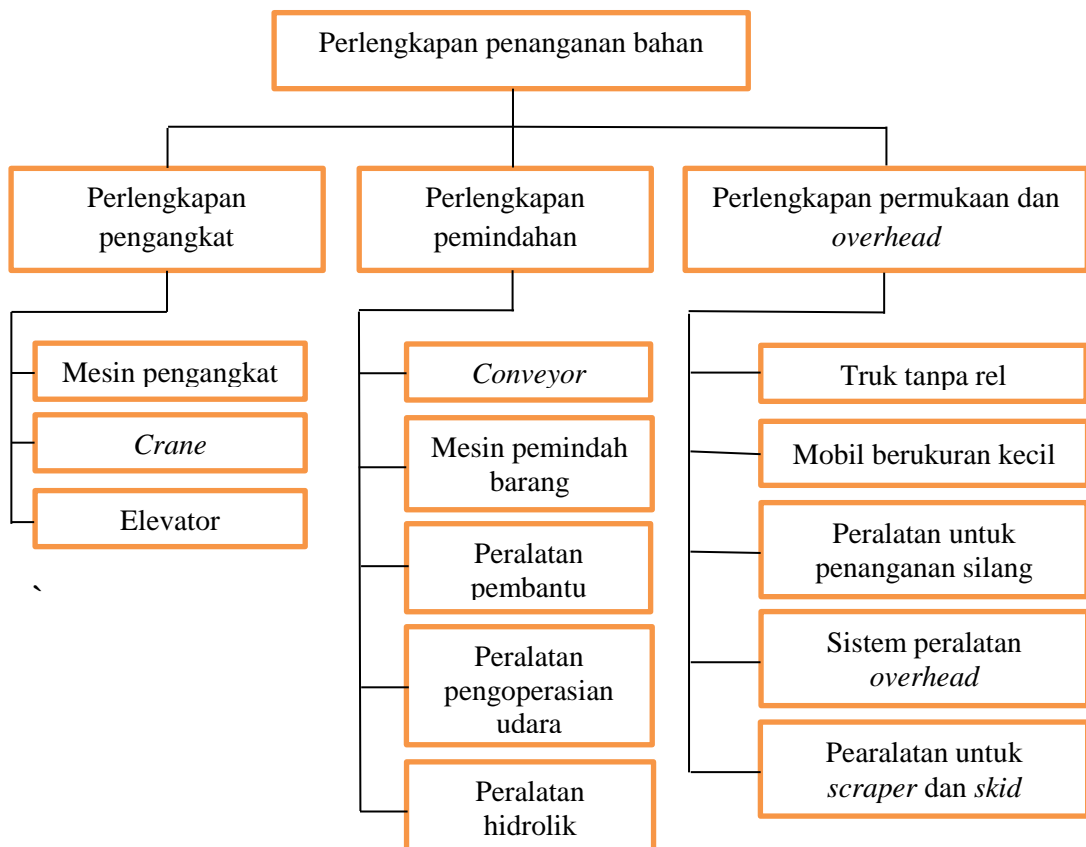 Perlengkapan penanganan bahan
Perlengkapan
pengangkat
Perlengkapan
pemindahan
Perlengkapan permukaan dan
overhead
Mesin pengangkat
Crane
Elevator
`
Conveyor
Mesin pemindah
barang
Peralatan
pembantu
Peralatan
pengoperasian
udara
Peralatan
hidrolik
Truk tanpa rel
Mobil berukuran kecil
Peralatan untuk
penanganan silang
Sistem peralatan
overhead
Pearalatan untuk
scraper dan skid